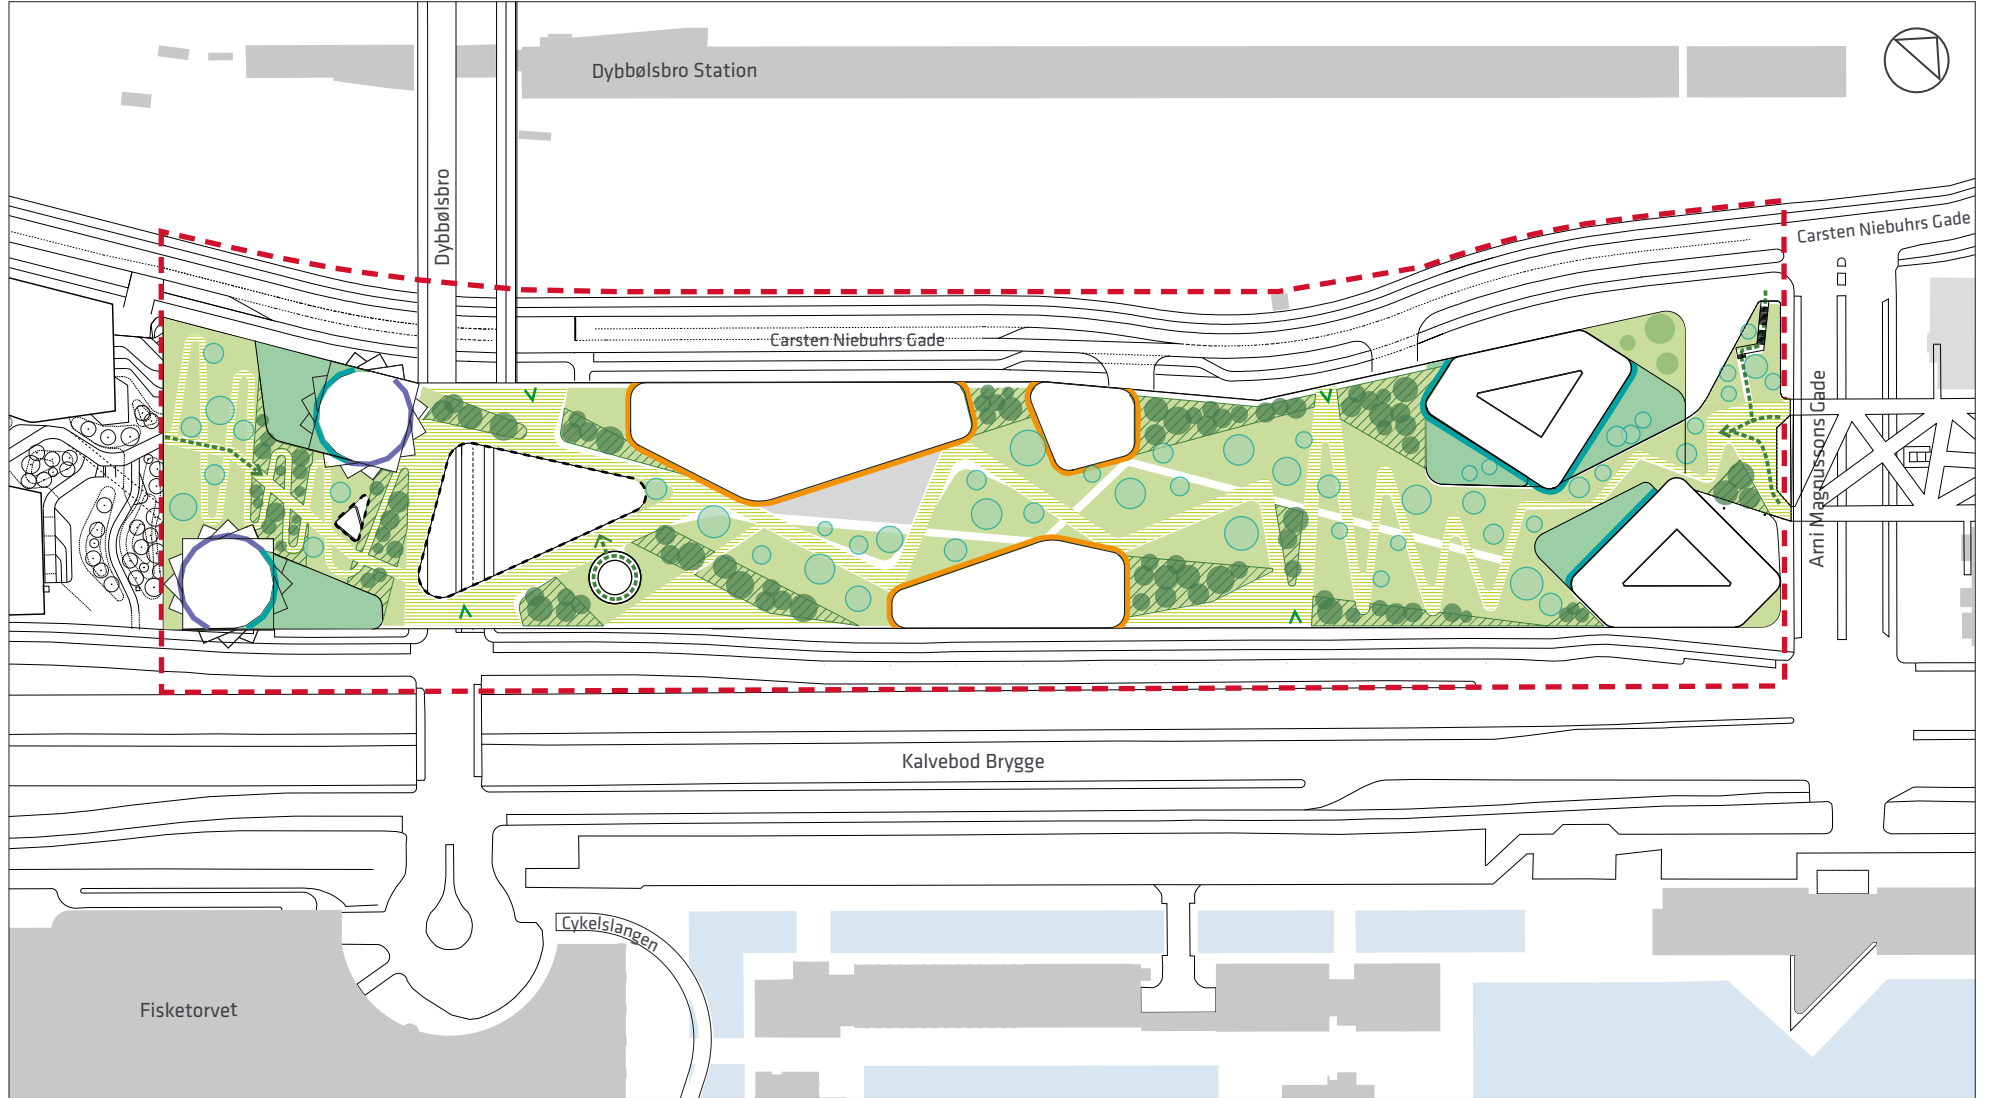 Dybbølsbro Station
Dybbølsbro
Carsten Niebuhrs Gade
Carsten Niebuhrs Gade
Arni Magnussons Gade
Kalvebod Brygge
Cykelslangen
Fisketorvet